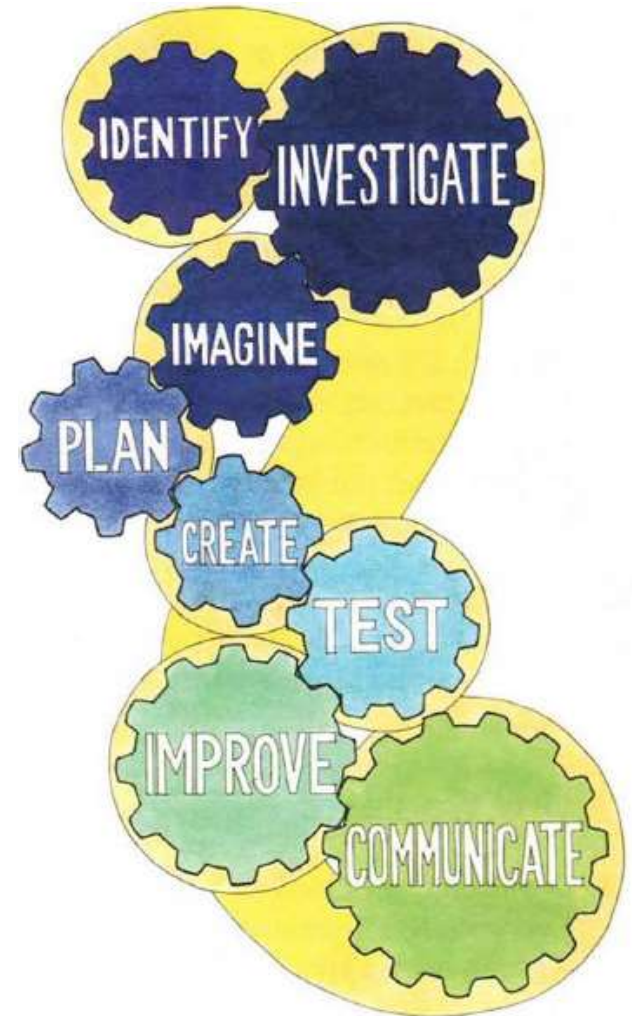 IDENTIFY
INVESTIGATE
IMAGINE
PLAN
CREATE
TEST
IMPROVE
COMMUNICATE